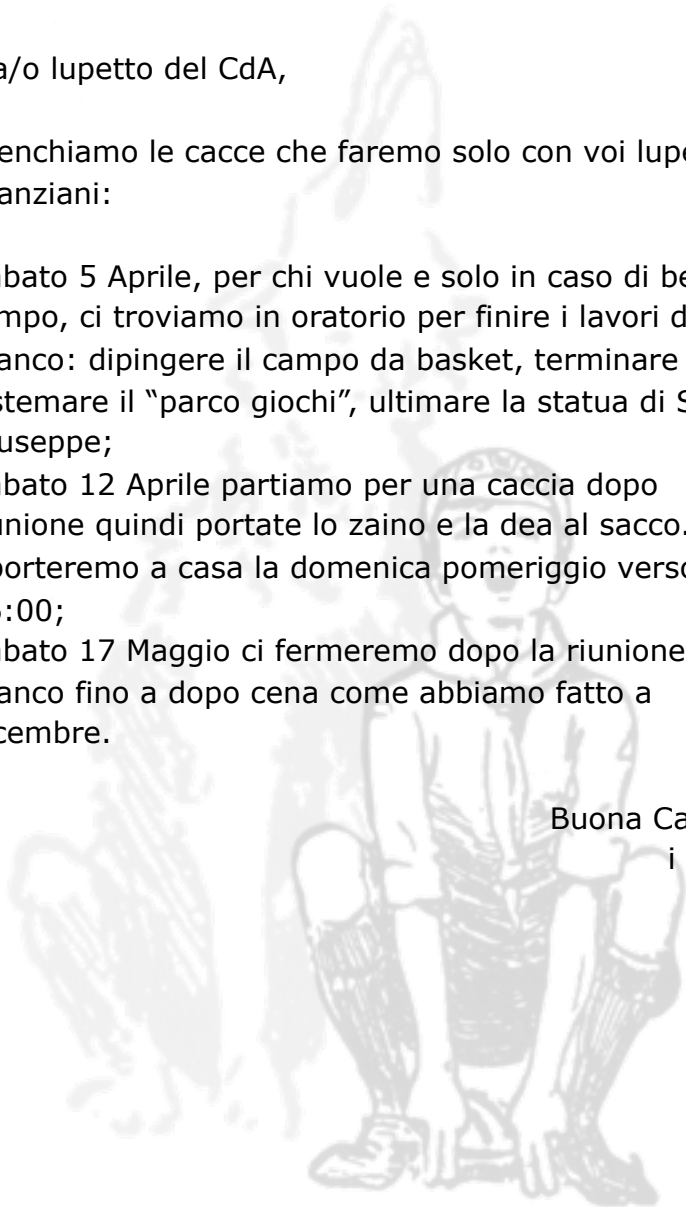 a/o lupetto del CdA,
enchiamo le cacce che faremo solo con voi lupe
anziani:
bato 5 Aprile, per chi vuole e solo in caso di be
mpo, ci troviamo in oratorio per finire i lavori d
anco: dipingere il campo da basket, terminare
stemare il “parco giochi”, ultimare la statua di S
useppe;
bato 12 Aprile partiamo per una caccia dopo
unione quindi portate lo zaino e la dea al sacco.
porteremo a casa la domenica pomeriggio verso
:00;
bato 17 Maggio ci fermeremo dopo la riunione
anco fino a dopo cena come abbiamo fatto a
cembre.
Buona Ca
i